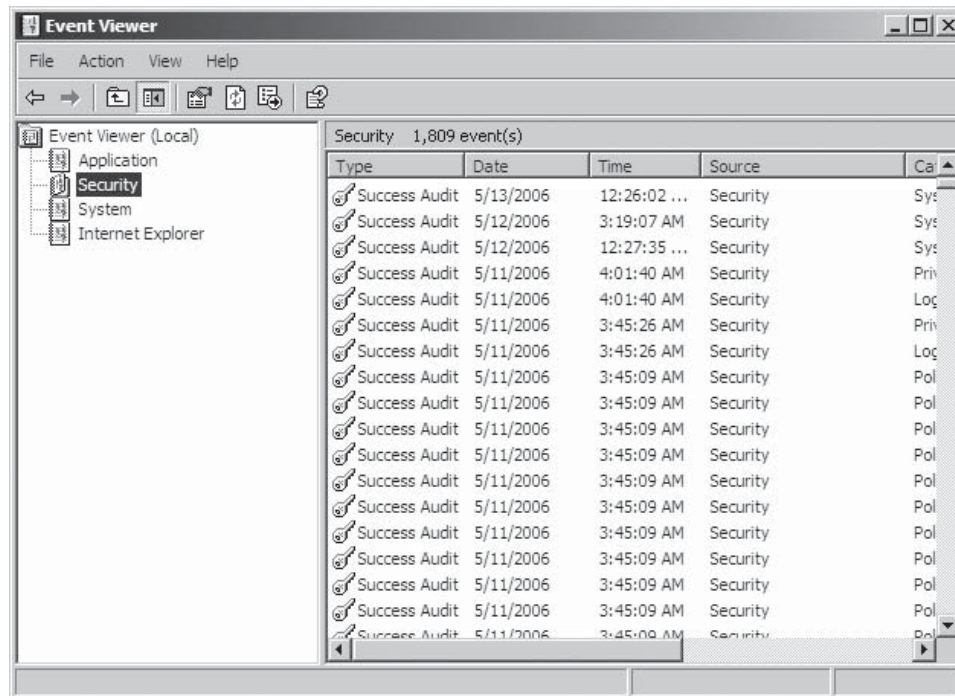 Event Viewer
File Action View Help
Event Viewer (Local)
Application
Security
System
Internet Explorer
Security 1,809 event(s)
Type Date Time Source Ca
Success Audit 5/13/2006 12:26:02 ... Security Sys
Success Audit 5/12/2006 3:19:07 AM Security Sys
Success Audit 5/12/2006 12:27:35 ... Security Sys
Success Audit 5/11/2006 4:01:40 AM Security Priv
Success Audit 5/11/2006 4:01:40 AM Security Log
Success Audit 5/11/2006 3:45:26 AM Security Priv
Success Audit 5/11/2006 3:45:26 AM Security Log
Success Audit 5/11/2006 3:45:09 AM Security Pol
Success Audit 5/11/2006 3:45:09 AM Security Pol
Success Audit 5/11/2006 3:45:09 AM Security Pol
Success Audit 5/11/2006 3:45:09 AM Security Pol
Success Audit 5/11/2006 3:45:09 AM Security Pol
Success Audit 5/11/2006 3:45:09 AM Security Pol
Success Audit 5/11/2006 3:45:09 AM Security Pol
Success Audit 5/11/2006 3:45:09 AM Security Pol
Success Audit 5/11/2006 3:45:09 AM Security Pol
Success Audit 5/11/2006 3:45:09 AM Security Pol